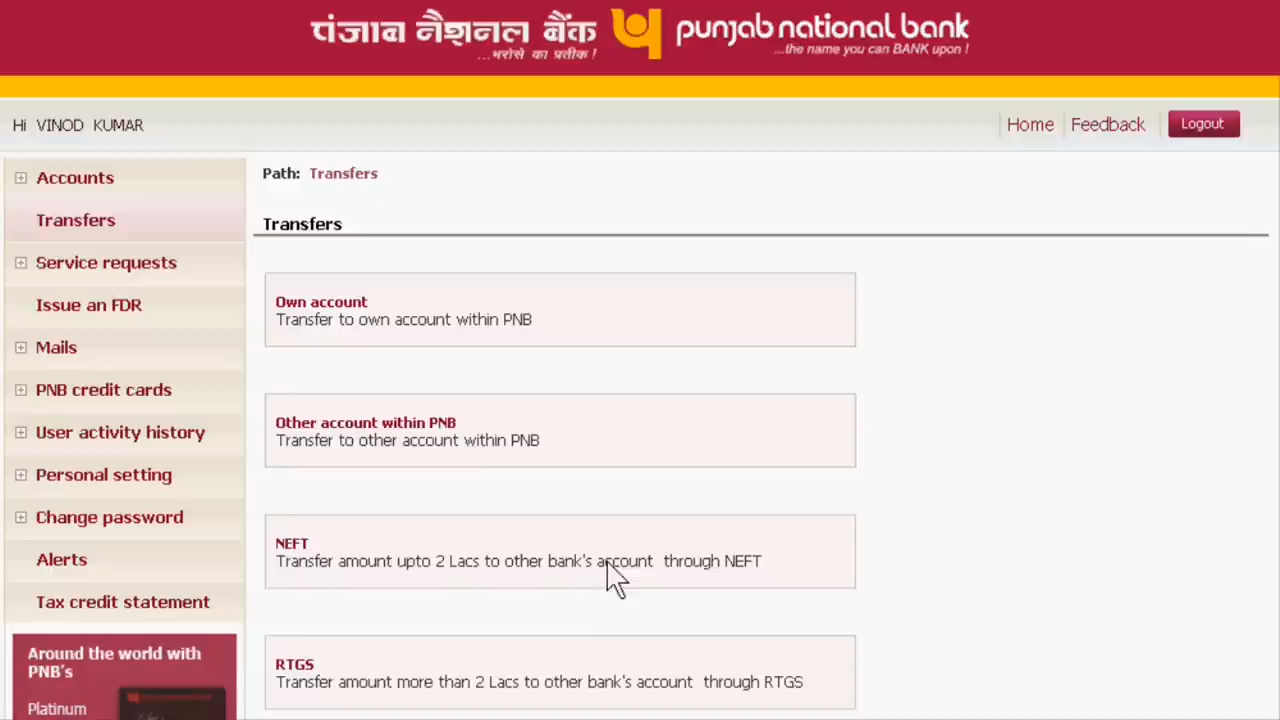 पंजाब नैशनल बैंक punjab national bank
...भरोसे का प्रतीक ! ...the name you can BANK upon !
Hi VINOD KUMAR
Home Feedback Logout
Accounts
Transfers
Service requests
Issue an FDR
Mails
PNB credit cards
User activity history
Personal setting
Change password
Alerts
Tax credit statement
Around the world with
PNB's
Platinum
Path: Transfers
Transfers
Own account
Transfer to own account within PNB
Other account within PNB
Transfer to other account within PNB
NEFT
Transfer amount upto 2 Lacs to other bank's account through NEFT
RTGS
Transfer amount more than 2 Lacs to other bank's account through RTGS